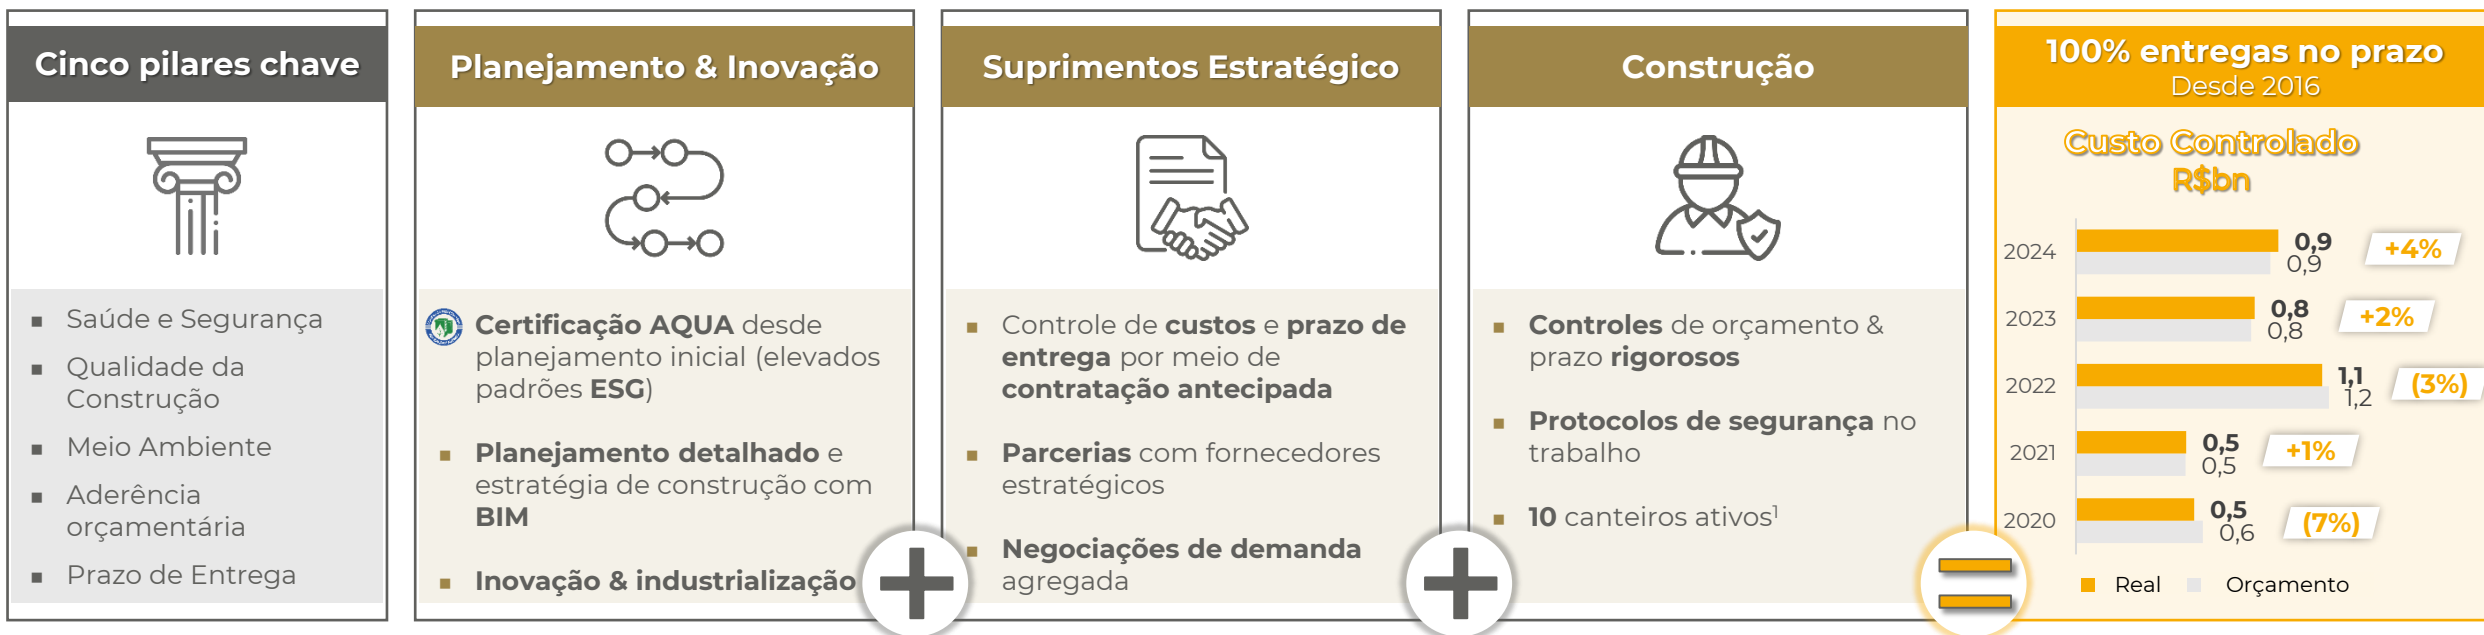 Cinco pilares chave
Saúde e Segurança
Qualidade da
Construção
Meio Ambiente
Aderência
orçamentária
Prazo de Entrega
Planejamento & Inovação
Certificação AQUA desde
planejamento inicial (elevados
padrões ESG)
Planejamento detalhado e
estratégia de construção com
BIM
Inovação & industrialização
Suprimentos Estratégico
Controle de custos e prazo de
entrega por meio de
contratação antecipada
Parcerias com fornecedores
estratégicos
Negociações de demanda
agregada
Construção
Controles de orçamento &
prazo rigorosos
Protocolos de segurança no
trabalho
10 canteiros ativos¹
100% entregas no prazo
Desde 2016
Custo Controlado
R$bn
2024 0,9 +4%
0,9
2023 0,8 +2%
0,8
2022 1,1 (3%)
1,2
2021 0,5 +1%
0,5
2020 0,5 (7%)
0,6
Real Orçamento